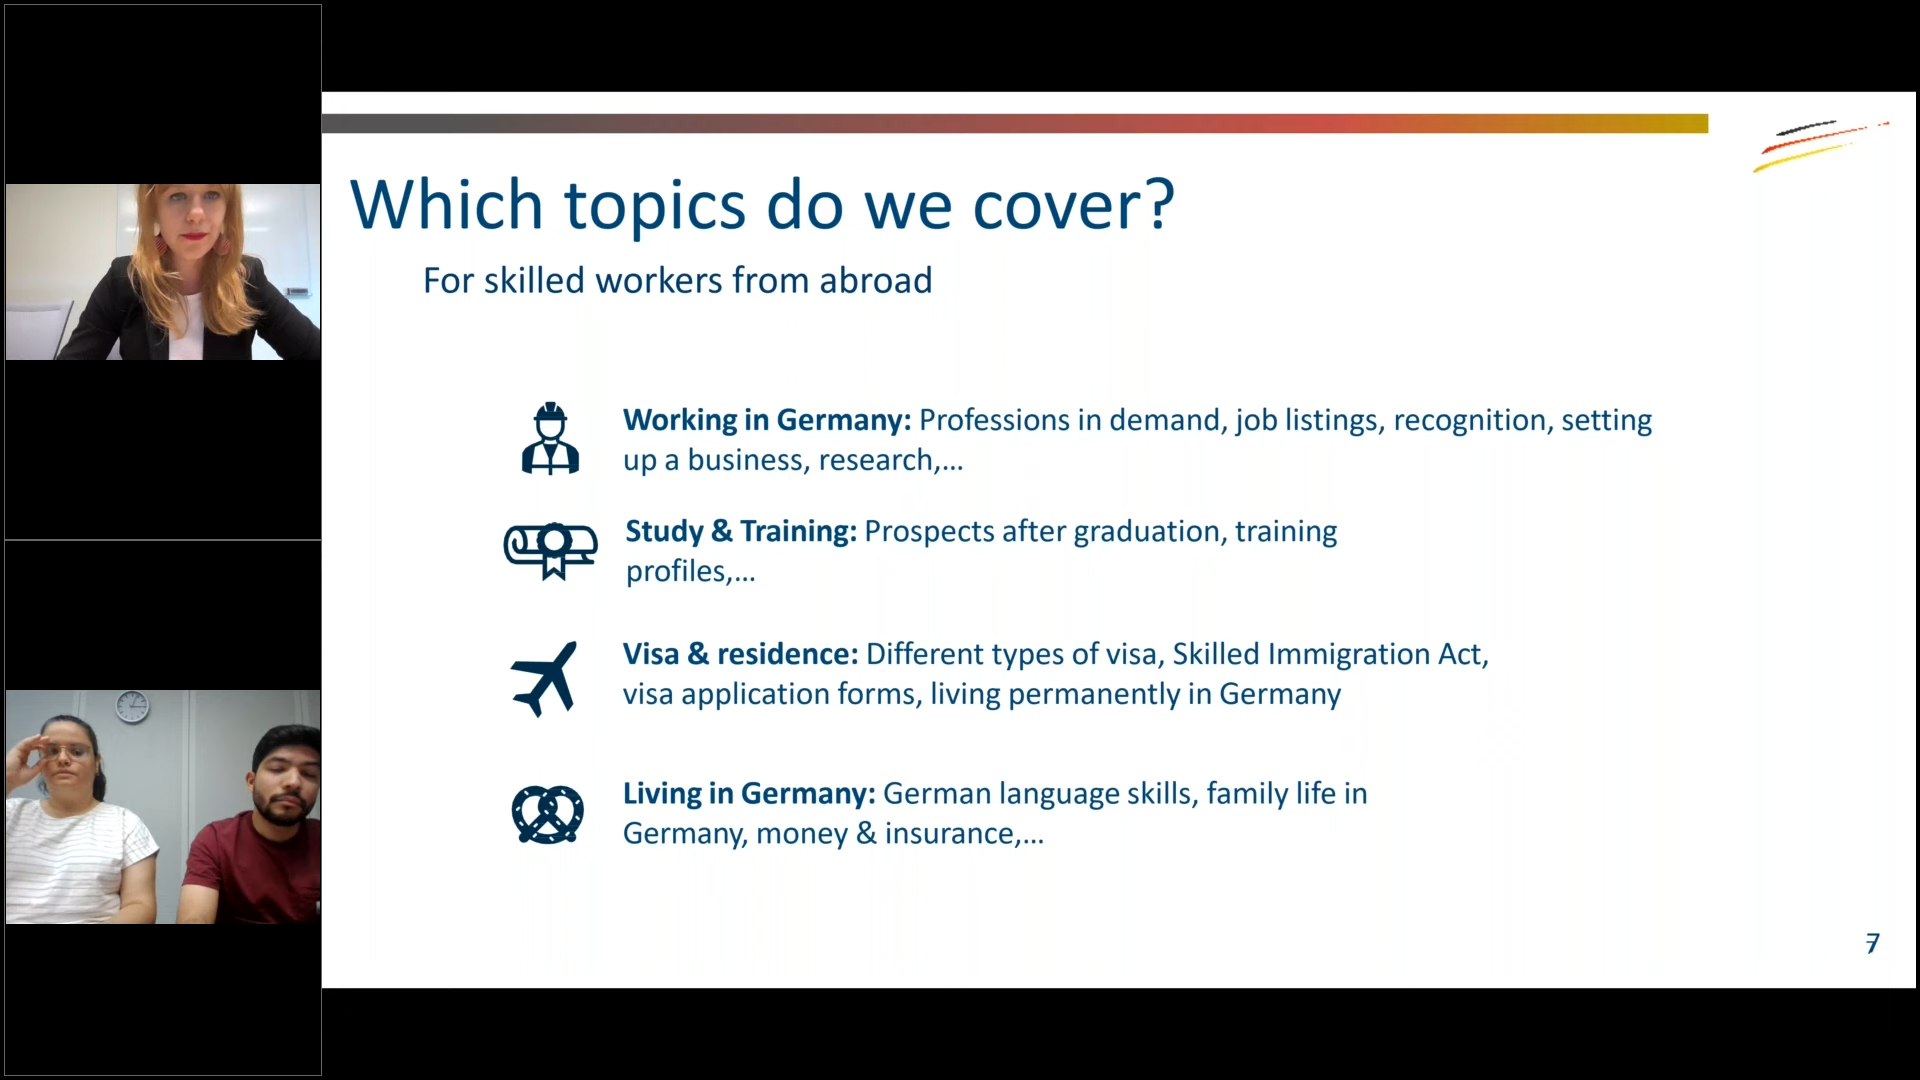 Which topics do we cover?
For skilled workers from abroad
Working in Germany: Professions in demand, job listings, recognition, setting
up a business, research,...
Study & Training: Prospects after graduation, training
profiles,...
Visa & residence: Different types of visa, Skilled Immigration Act,
visa application forms, living permanently in Germany
Living in Germany: German language skills, family life in
Germany, money & insurance,...
7